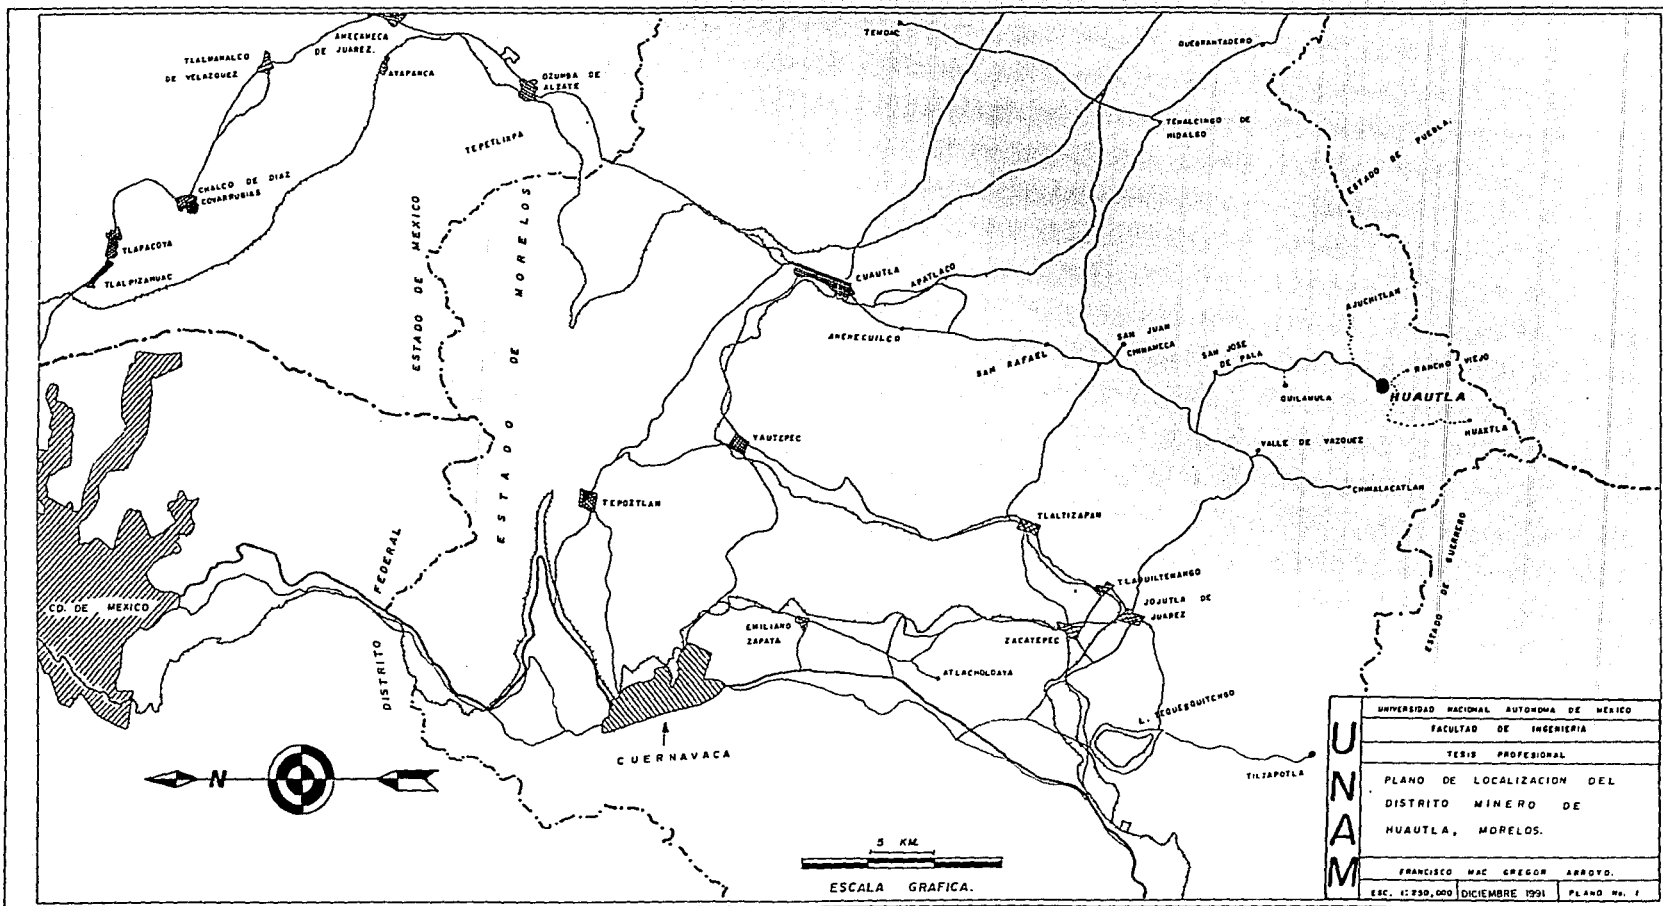 AMECAMECA
DE JUAREZ.
TLALMANALCO
DE VELAZQUEZ
AYAPANCA
OZUMBA DE
ALZATE
TEPETLIXPA
CHALCO DE DIAZ
COVARRUBIAS
TLAPACOYA
TLALPIZAHUAC
ESTADO DE MEXICO
ESTADO DE MORELOS
TEMOAC
QUEBRANTADERO
TEPALCINGO DE
HIDALGO
ESTADO DE PUEBLA.
CUAUTLA
APATLACO
ANENECUILCO
SAN RAFAEL
SAN JUAN
CHINAMECA
SAN JOSE
DE PALA
AJUCHITLAN
RANCHO VIEJO
QUILAMULA
HUAUTLA
HUAXTLA
VALLE DE VAZQUEZ
CHIMALACATLAN
YAUTEPEC
TEPOZTLAN
TLALTIZAPAN
TLAQUILTENANGO
JOJUTLA DE
JUAREZ
ZACATEPEC
EMILIANO
ZAPATA
ATLACHOLOAYA
ESTADO DE GUERRERO
CD. DE MEXICO
DISTRITO FEDERAL
L. TEQUESQUITENGO
TILZAPOTLA
CUERNAVACA
N
5 KM.
ESCALA GRAFICA.
UNAM
UNIVERSIDAD NACIONAL AUTONOMA DE MEXICO
FACULTAD DE INGENIERIA
TESIS PROFESIONAL
PLANO DE LOCALIZACION DEL
DISTRITO MINERO DE
HUAUTLA, MORELOS.
FRANCISCO MAC GREGOR ARROYO.
ESC. 1:250,000 DICIEMBRE 1991 PLANO No. 1